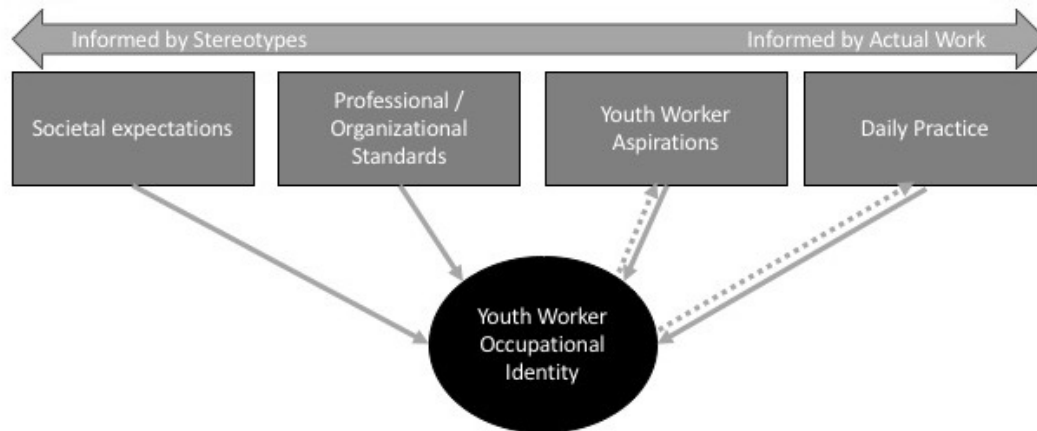 Informed by Stereotypes
Informed by Actual Work
Societal expectations
Professional /
Organizational
Standards
Youth Worker
Aspirations
Daily Practice
Youth Worker
Occupational
Identity